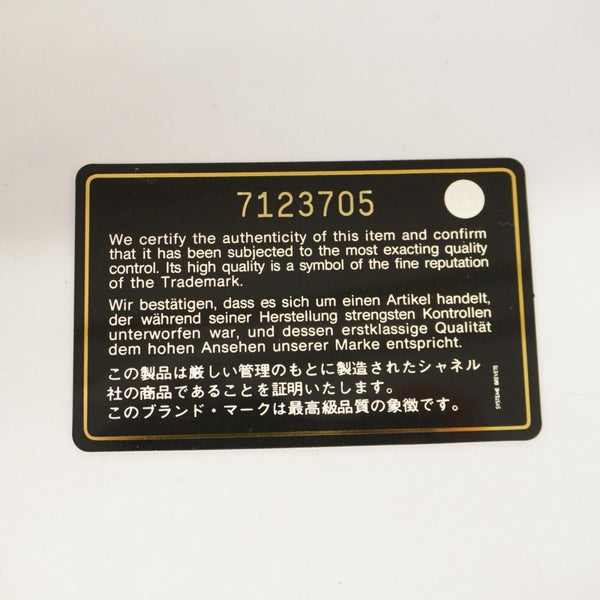 7123705
We certify the authenticity of this item and confirm
that it has been subjected to the most exacting quality
control. Its high quality is a symbol of the fine reputation
of the Trademark.
Wir bestätigen, dass es sich um einen Artikel handelt,
der während seiner Herstellung strengsten Kontrollen
unterworfen war, und dessen erstklassige Qualität
dem hohen Ansehen unserer Marke entspricht.
この製品は厳しい管理のもとに製造されたシャネル
社の商品であることを証明いたします。
このブランド・マークは最高級品質の象徴です。
SYSTEME BREVETE